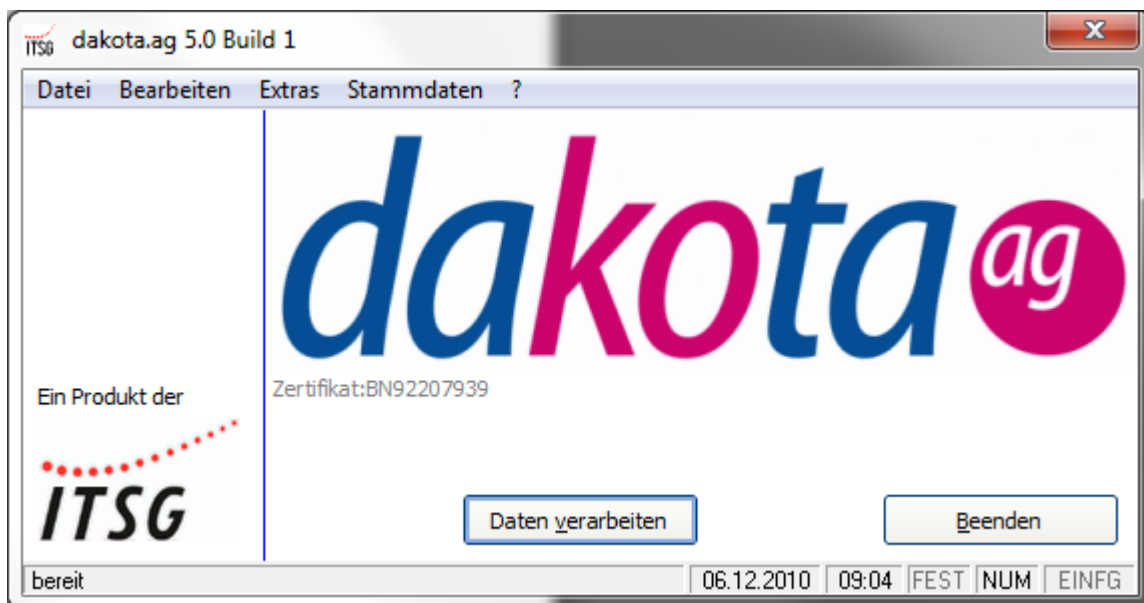 ITSG dakota.ag 5.0 Build 1
Datei Bearbeiten Extras Stammdaten ?
dakota ag
Zertifikat:BN92207939
Ein Produkt der
ITSG
Daten verarbeiten Beenden
bereit 06.12.2010 09:04 FEST NUM EINFG